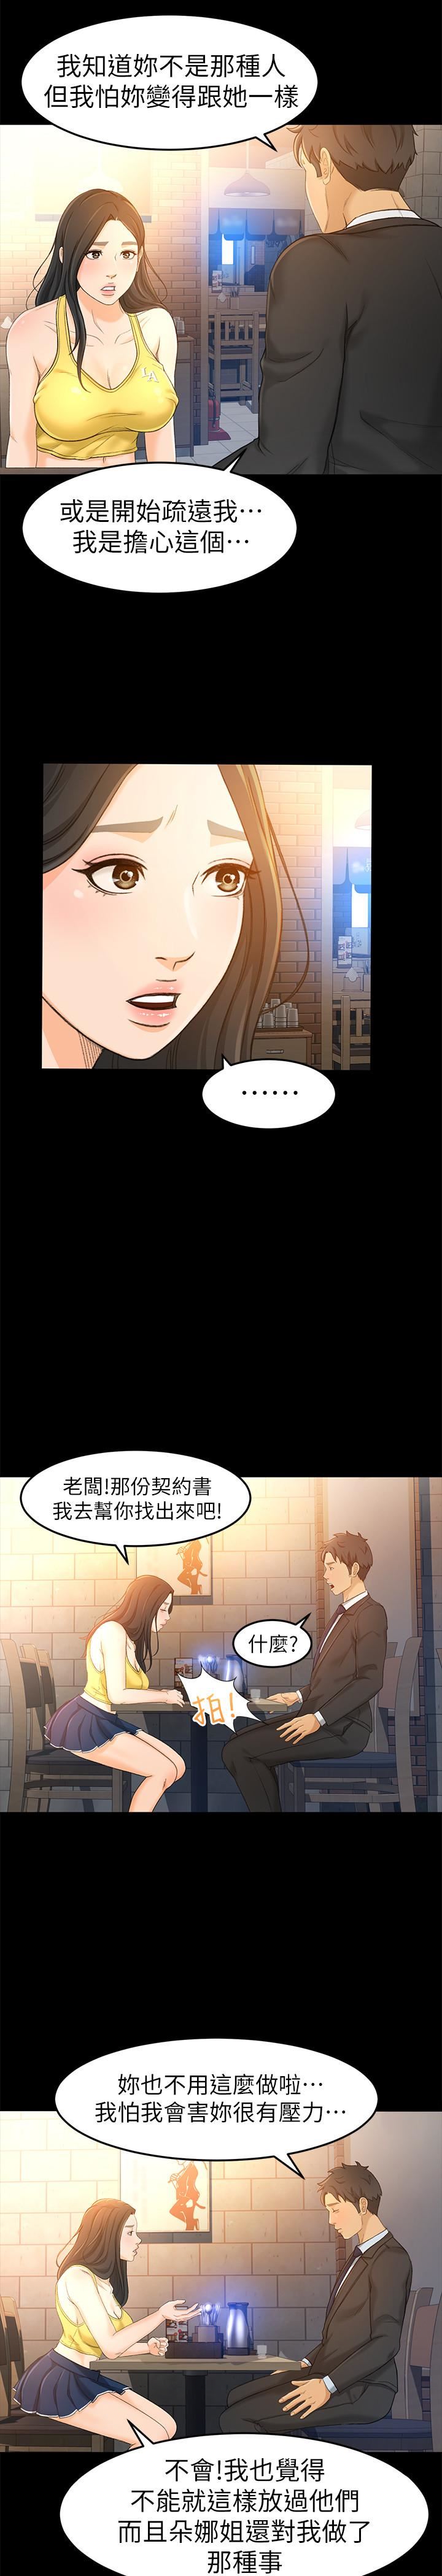 我知道妳不是那種人
但我怕妳變得跟她一樣
LA
或是開始疏遠我…
我是擔心這個…
……
老闆!那份契約書
我去幫你找出來吧!
什麼?
拍!
妳也不用這麼做啦…
我怕我會害妳很有壓力…
不會!我也覺得
不能就這樣放過他們
而且朵娜姐還對我做了
那種事